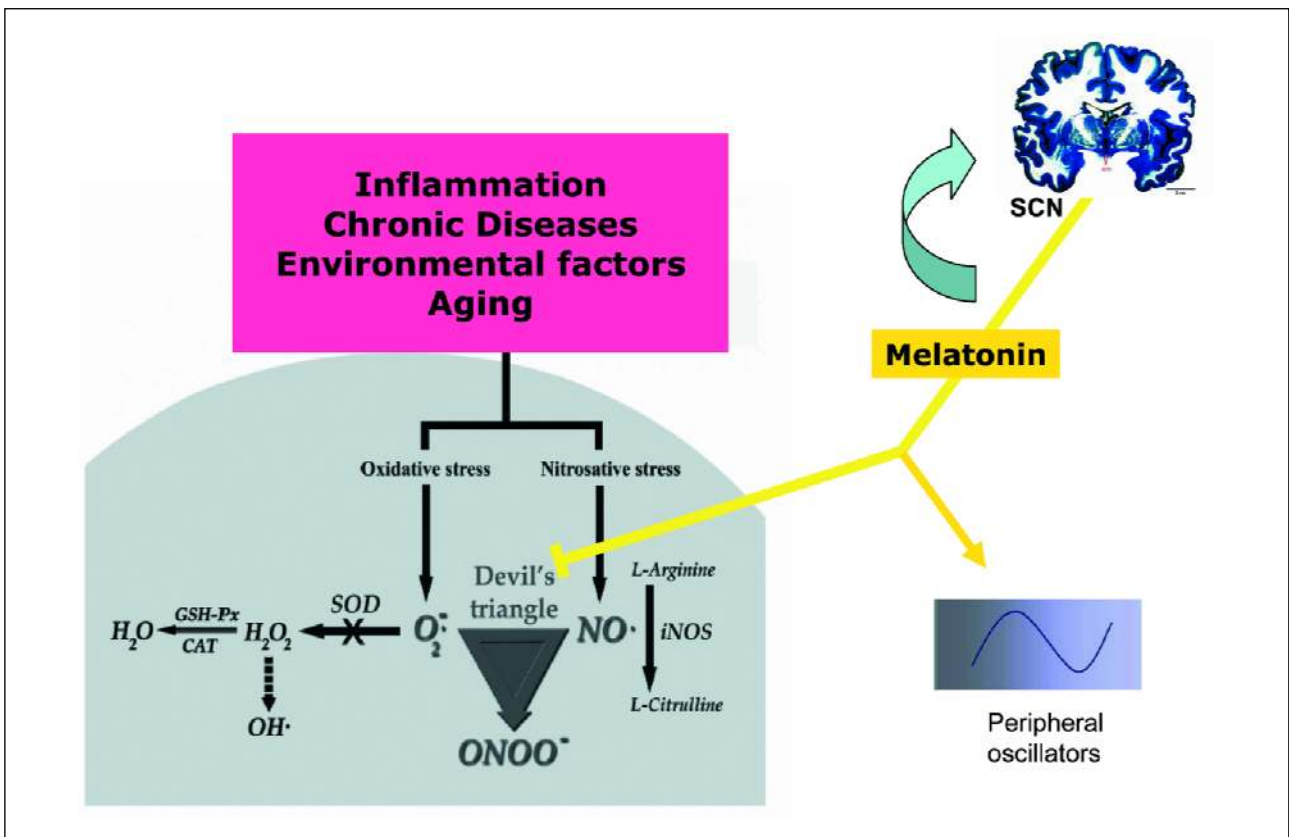 Inflammation
Chronic Diseases
Environmental factors
Aging
SCN
Melatonin
Oxidative stress
Nitrosative stress
Devil's
triangle
L-Arginine
iNOS
L-Citrulline
H₂O
GSH-Px
CAT
H₂O₂
SOD
X
O₂⁻·
NO·
OH·
ONOO⁻
Peripheral
oscillators